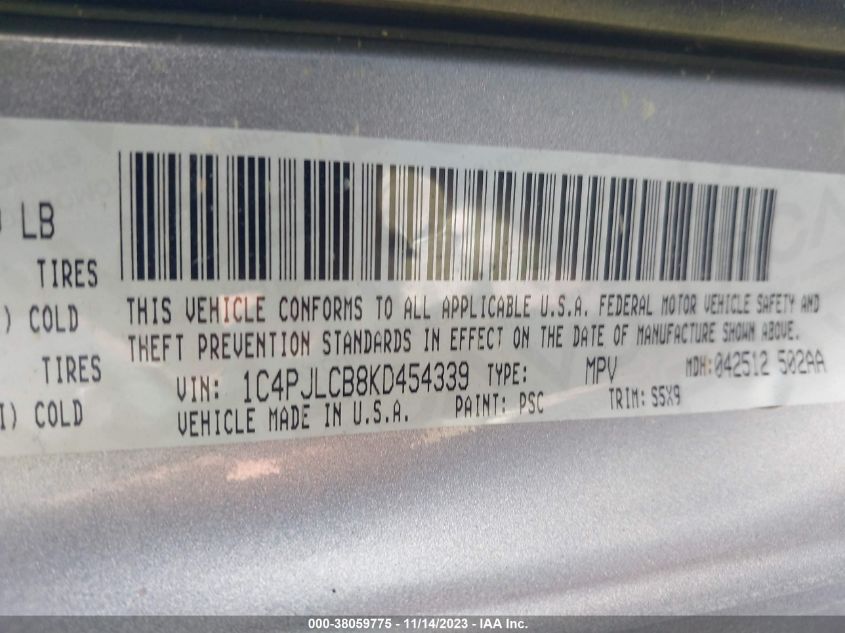 LB
TIRES
) COLD
TIRES
I) COLD
THIS VEHICLE CONFORMS TO ALL APPLICABLE U.S.A. FEDERAL MOTOR VEHICLE SAFETY AND
THEFT PREVENTION STANDARDS IN EFFECT ON THE DATE OF MANUFACTURE SHOWN ABOVE.
VIN: 1C4PJLCB8KD454339 TYPE: MPV MDH:042512 502AA
VEHICLE MADE IN U.S.A. PAINT: PSC TRIM: S5X9
000-38059775 - 11/14/2023 - IAA Inc.